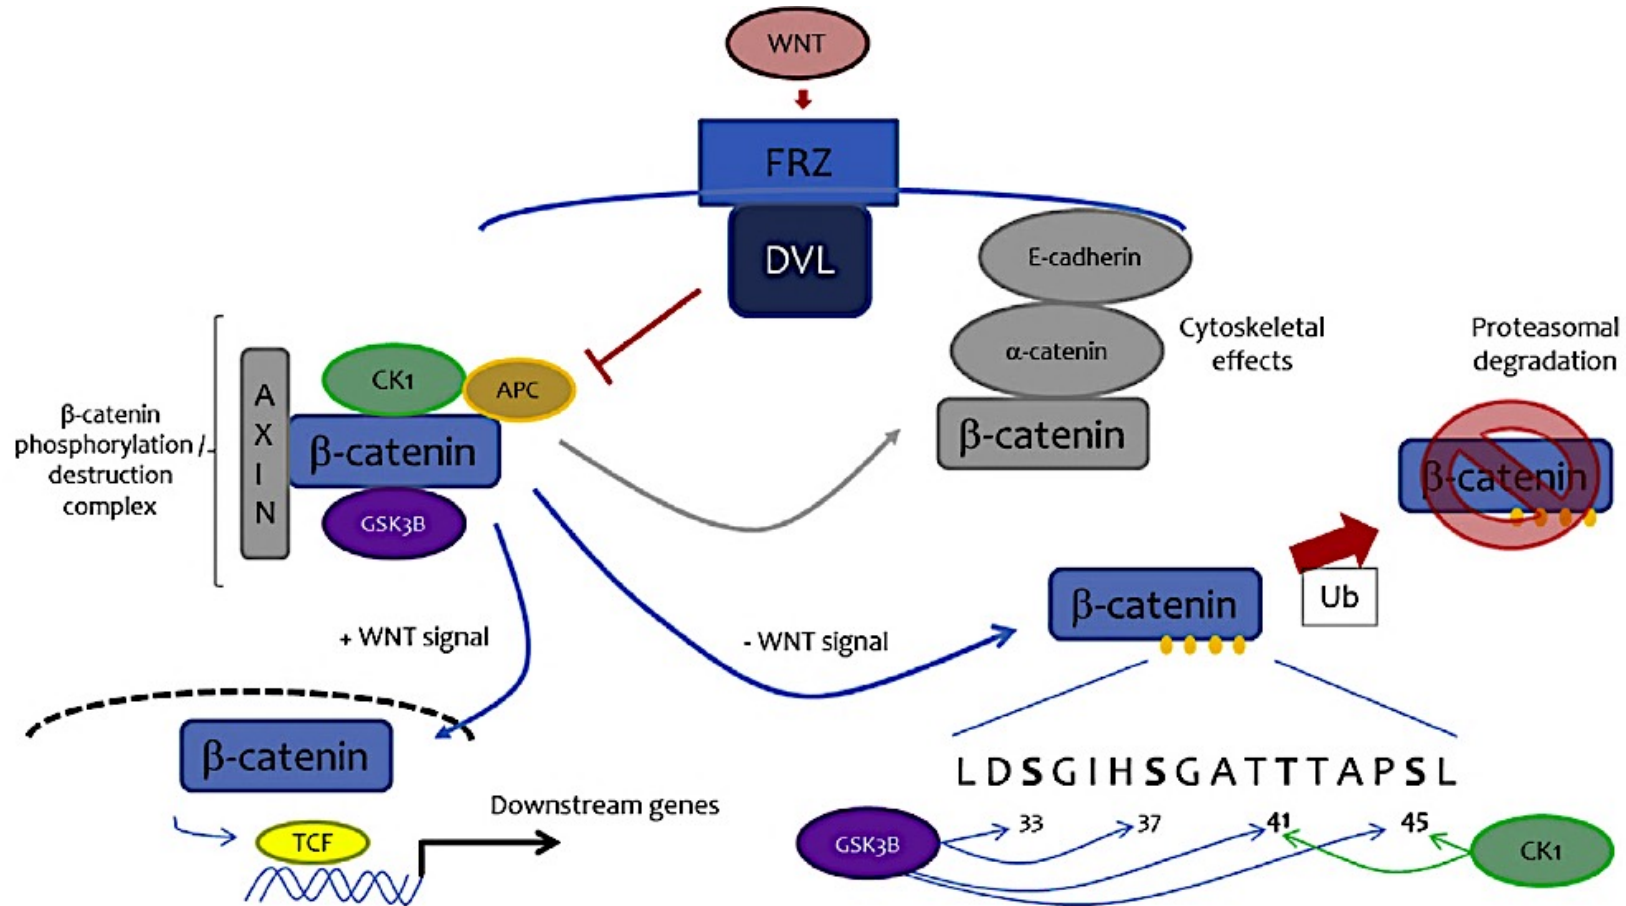 WNT
FRZ
DVL
E-cadherin
α-catenin
β-catenin
Cytoskeletal
effects
Proteasomal
degradation
β-catenin
Ub
β-catenin
β-catenin
phosphorylation /
destruction
complex
A
X
I
N
CK1
APC
β-catenin
GSK3B
+ WNT signal
- WNT signal
β-catenin
TCF
Downstream genes
L D S G I H S G A T T T A P S L
33 37 41 45
GSK3B
CK1